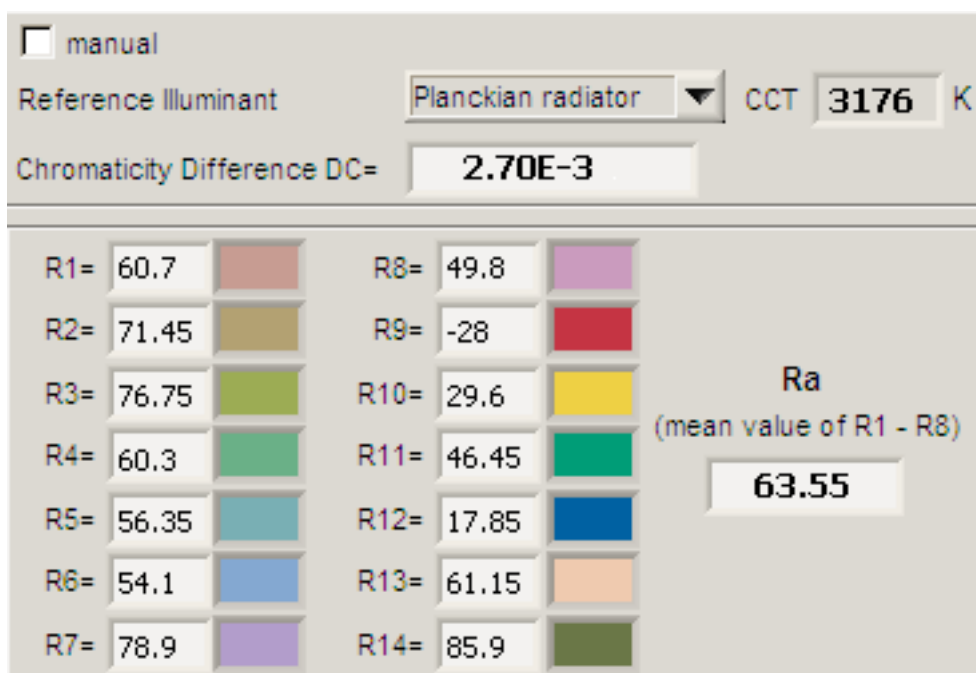 manual
Reference Illuminant Planckian radiator CCT 3176 K
Chromaticity Difference DC= 2.70E-3
R1= 60.7 R8= 49.8
R2= 71.45 R9= -28
R3= 76.75 R10= 29.6
R4= 60.3 R11= 46.45
R5= 56.35 R12= 17.85
R6= 54.1 R13= 61.15
R7= 78.9 R14= 85.9
Ra
(mean value of R1 - R8)
63.55